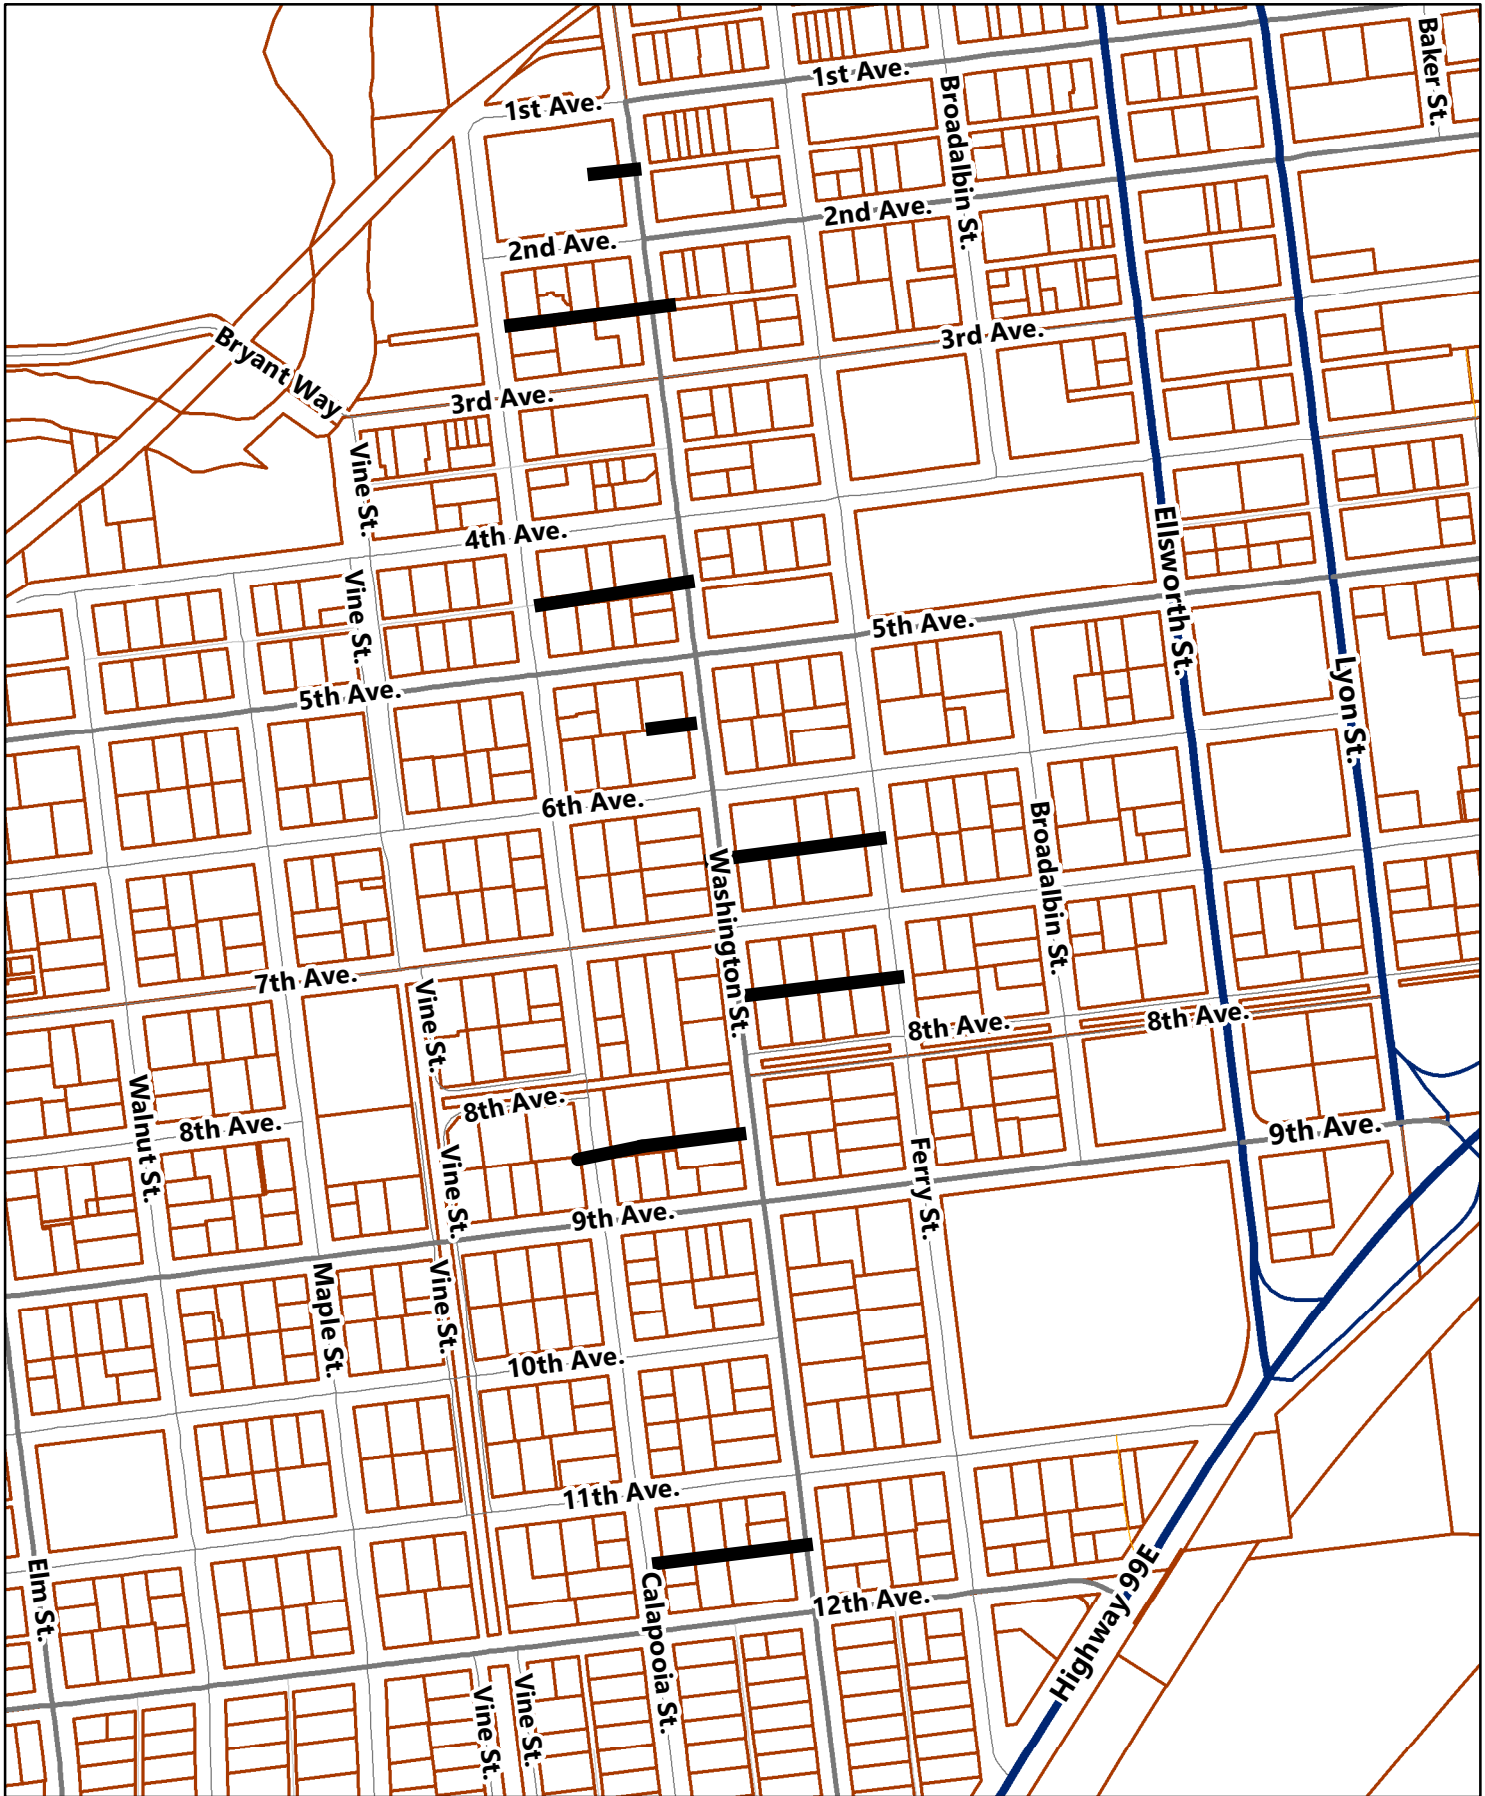 Baker St.
1st Ave.
1st Ave.
Broadalbin St.
2nd Ave.
2nd Ave.
3rd Ave.
Bryant Way
3rd Ave.
Vine St.
4th Ave.
Ellsworth St.
Vine St.
5th Ave.
5th Ave.
Lyon St.
6th Ave.
Broadalbin St.
Washington St.
7th Ave.
Vine St.
8th Ave.
8th Ave.
Walnut St.
8th Ave.
8th Ave.
9th Ave.
Vine St.
Ferry St.
9th Ave.
Maple St.
Vine St.
10th Ave.
11th Ave.
Elm St.
Calapooia St.
12th Ave.
Highway 99E
Vine St.
Vine St.